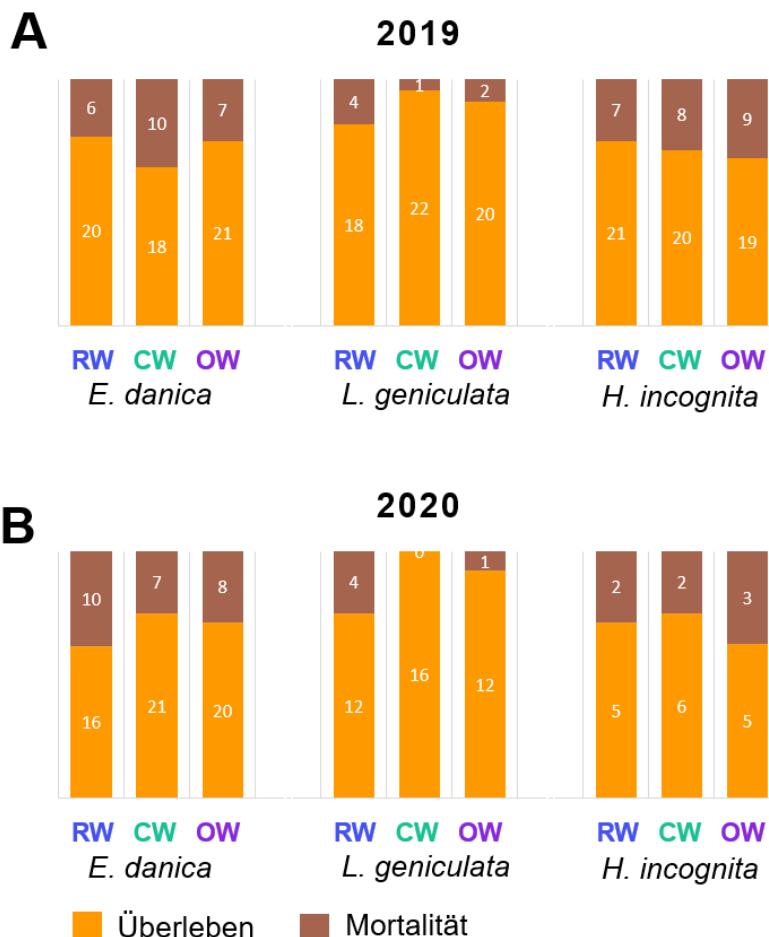 A
2019
6 10 7 4 1 2 7 8 9
20 18 21 18 22 20 21 20 19
RW CW OW RW CW OW RW CW OW
E. danica L. geniculata H. incognita
B
2020
10 7 8 4 0 1 2 2 3
16 21 20 12 16 12 5 6 5
RW CW OW RW CW OW RW CW OW
E. danica L. geniculata H. incognita
Überleben Mortalität